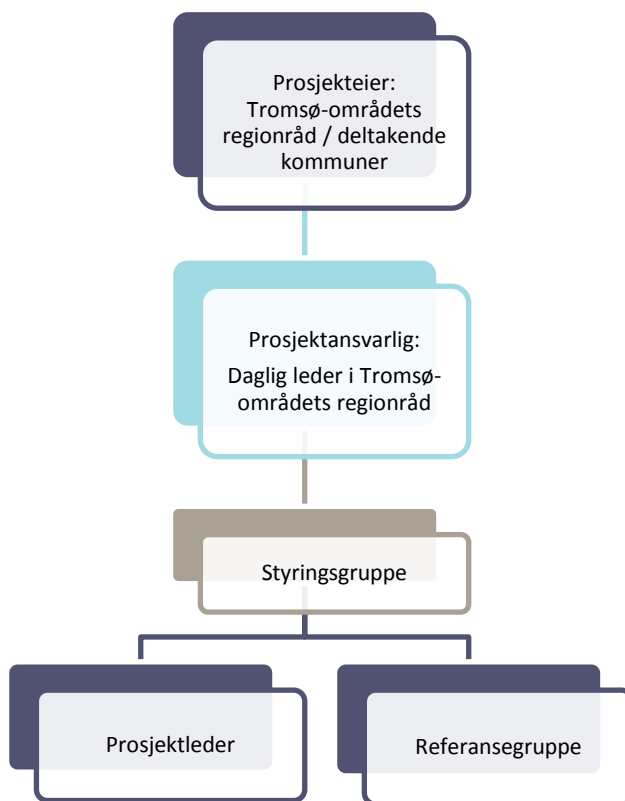 Prosjekteier:
Tromsø-områdets
regionråd / deltakende
kommuner
Prosjektansvarlig:
Daglig leder i Tromsø-
områdets regionråd
Styringsgruppe
Prosjektleder
Referansegruppe